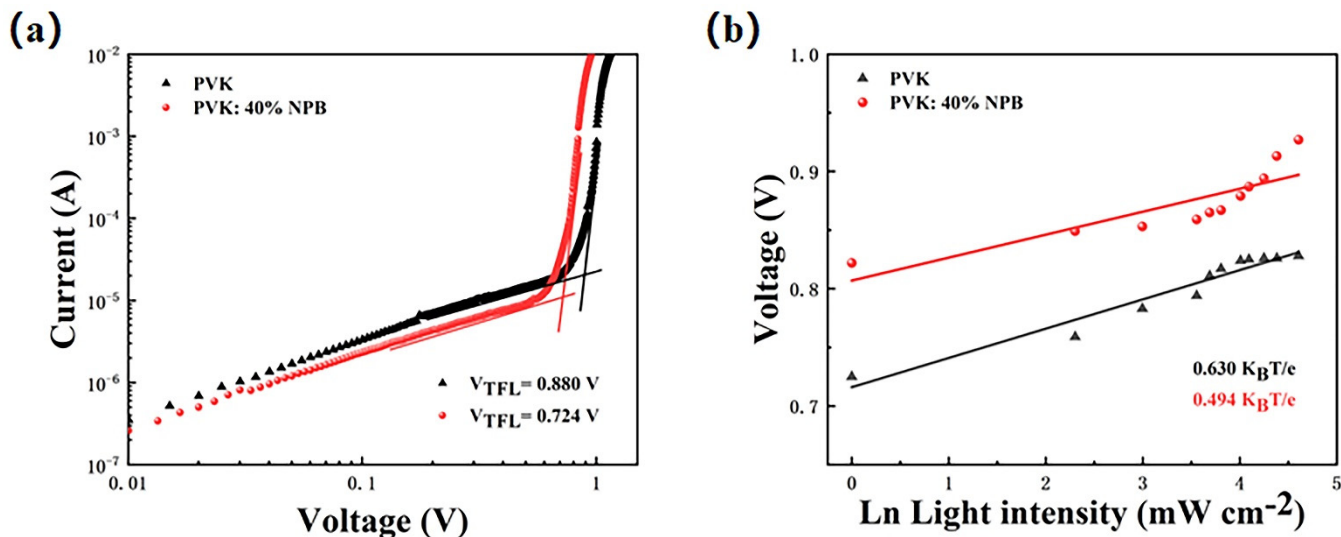 (a)
10⁻²
10⁻³
10⁻⁴
10⁻⁵
10⁻⁶
10⁻⁷
Current (A)
PVK
PVK: 40% NPB
V_TFL= 0.880 V
V_TFL= 0.724 V
0.01
0.1
1
Voltage (V)
(b)
1.0
0.9
0.8
0.7
Voltage (V)
PVK
PVK: 40% NPB
0.630 K_BT/e
0.494 K_BT/e
0
2
3
4
5
Ln Light intensity (mW cm⁻²)